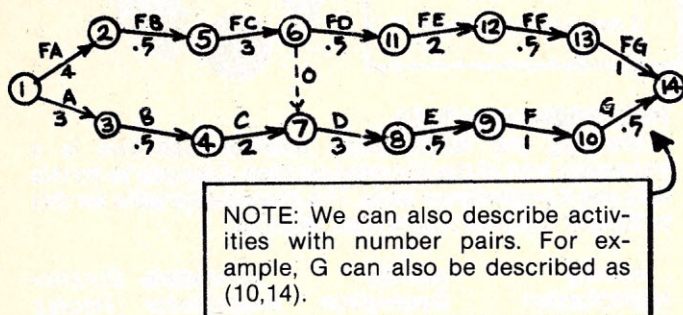 FA 4
2
FB .5
5
FC 3
6
FD .5
11
FE 2
12
FF .5
13
FG 1
14
1
0
A 3
3
B .5
4
C 2
7
D 3
8
E .5
9
F 1
10
G .5
NOTE: We can also describe activ-
ities with number pairs. For ex-
ample, G can also be described as
(10,14).